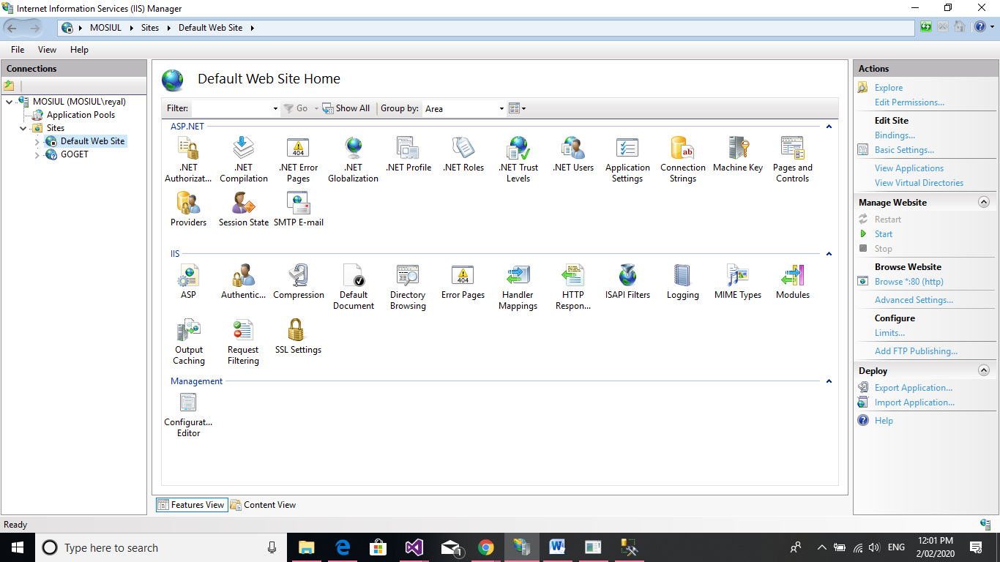 Internet Information Services (IIS) Manager
MOSIUL Sites Default Web Site
File View Help
Connections
MOSIUL (MOSIUL\reyal)
Application Pools
Sites
Default Web Site
GOGET
Default Web Site Home
Filter: Go Show All Group by: Area
ASP.NET
.NET Authorizat...
.NET Compilation
.NET Error Pages
.NET Globalization
.NET Profile
.NET Roles
.NET Trust Levels
.NET Users
Application Settings
Connection Strings
Machine Key
Pages and Controls
Providers
Session State
SMTP E-mail
IIS
ASP
Authentic...
Compression
Default Document
Directory Browsing
Error Pages
Handler Mappings
HTTP Respon...
ISAPI Filters
Logging
MIME Types
Modules
Output Caching
Request Filtering
SSL Settings
Management
Configurat... Editor
Features View Content View
Actions
Explore
Edit Permissions...
Edit Site
Bindings...
Basic Settings...
View Applications
View Virtual Directories
Manage Website
Restart
Start
Stop
Browse Website
Browse *:80 (http)
Advanced Settings...
Configure
Limits...
Add FTP Publishing...
Deploy
Export Application...
Import Application...
Help
Ready
Type here to search
1
ENG
12:01 PM
2/02/2020